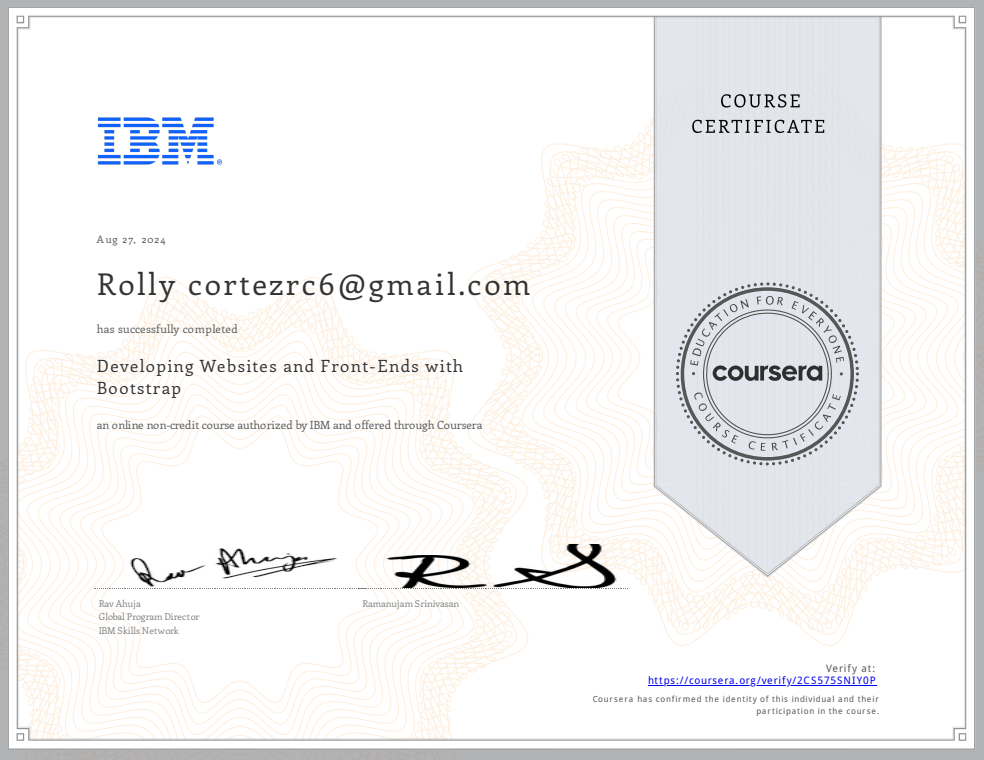 COURSE
CERTIFICATE
IBM®
Aug 27, 2024
Rolly cortezrc6@gmail.com
has successfully completed
Developing Websites and Front-Ends with
Bootstrap
an online non-credit course authorized by IBM and offered through Coursera
EDUCATION FOR EVERYONE
coursera
COURSE CERTIFICATE
Rav Ahuja
Rav Ahuja
Global Program Director
IBM Skills Network
R S
Ramanujam Srinivasan
Verify at:
https://coursera.org/verify/2CS575SNIY0P
Coursera has confirmed the identity of this individual and their
participation in the course.